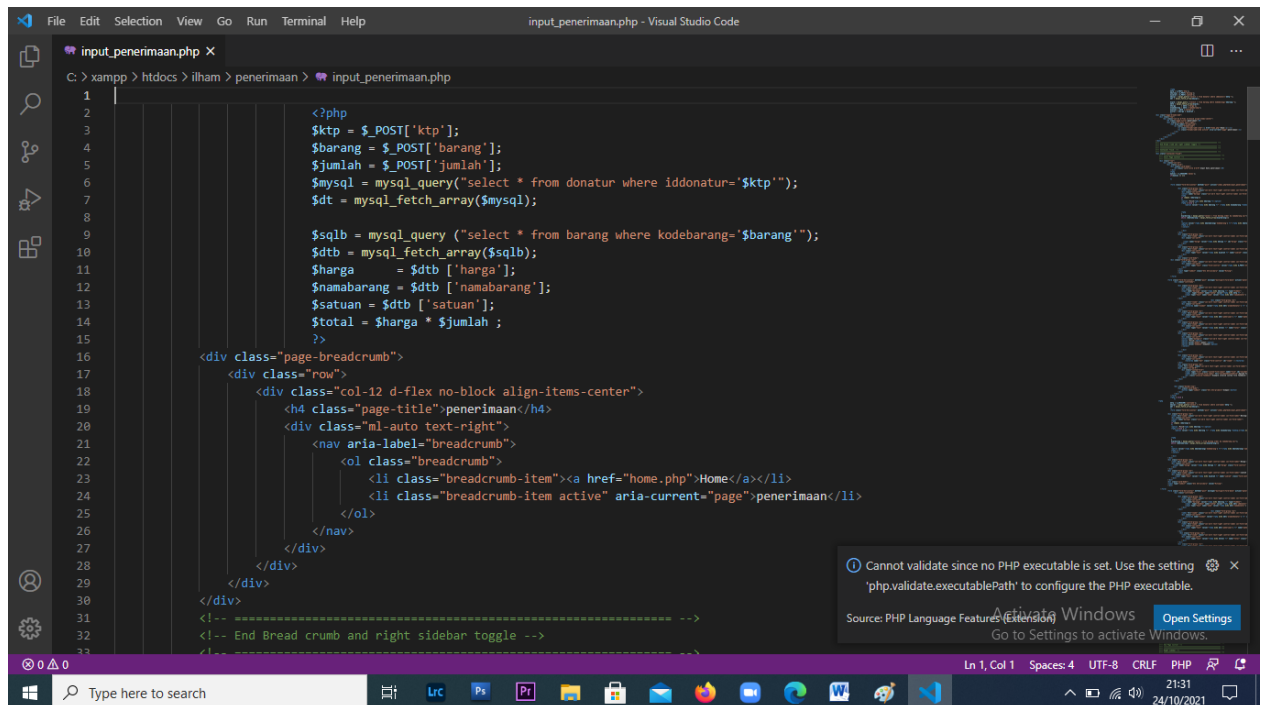 File Edit Selection View Go Run Terminal Help input_penerimaan.php - Visual Studio Code
input_penerimaan.php
C: > xampp > htdocs > ilham > penerimaan > input_penerimaan.php
1
2 <?php
3 $ktp = $_POST['ktp'];
4 $barang = $_POST['barang'];
5 $jumlah = $_POST['jumlah'];
6 $mysql = mysql_query("select * from donatur where iddonatur='$ktp'");
7 $dt = mysql_fetch_array($mysql);
8
9 $sqlb = mysql_query ("select * from barang where kodebarang='$barang'");
10 $dtb = mysql_fetch_array($sqlb);
11 $harga = $dtb ['harga'];
12 $namabarang = $dtb ['namabarang'];
13 $satuan = $dtb ['satuan'];
14 $total = $harga * $jumlah ;
15 ?>
16 <div class="page-breadcrumb">
17 <div class="row">
18 <div class="col-12 d-flex no-block align-items-center">
19 <h4 class="page-title">penerimaan</h4>
20 <div class="ml-auto text-right">
21 <nav aria-label="breadcrumb">
22 <ol class="breadcrumb">
23 <li class="breadcrumb-item"><a href="home.php">Home</a></li>
24 <li class="breadcrumb-item active" aria-current="page">penerimaan</li>
25 </ol>
26 </nav>
27 </div>
28 </div>
29 </div>
30 </div>
31 <!-- ============================================================== -->
32 <!-- End Bread crumb and right sidebar toggle -->
33 <!-- ============================================================== -->
Cannot validate since no PHP executable is set. Use the setting
'php.validate.executablePath' to configure the PHP executable.
Source: PHP Language Features (Extension)
Open Settings
Activate Windows
Go to Settings to activate Windows.
0 0 Ln 1, Col 1 Spaces: 4 UTF-8 CRLF PHP
Type here to search
Lrc Ps Pr W
21:31
24/10/2021